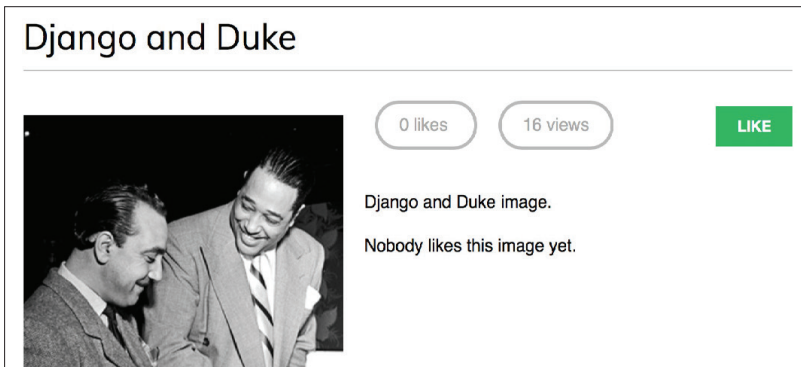 Django and Duke
0 likes
16 views
LIKE
Django and Duke image.
Nobody likes this image yet.